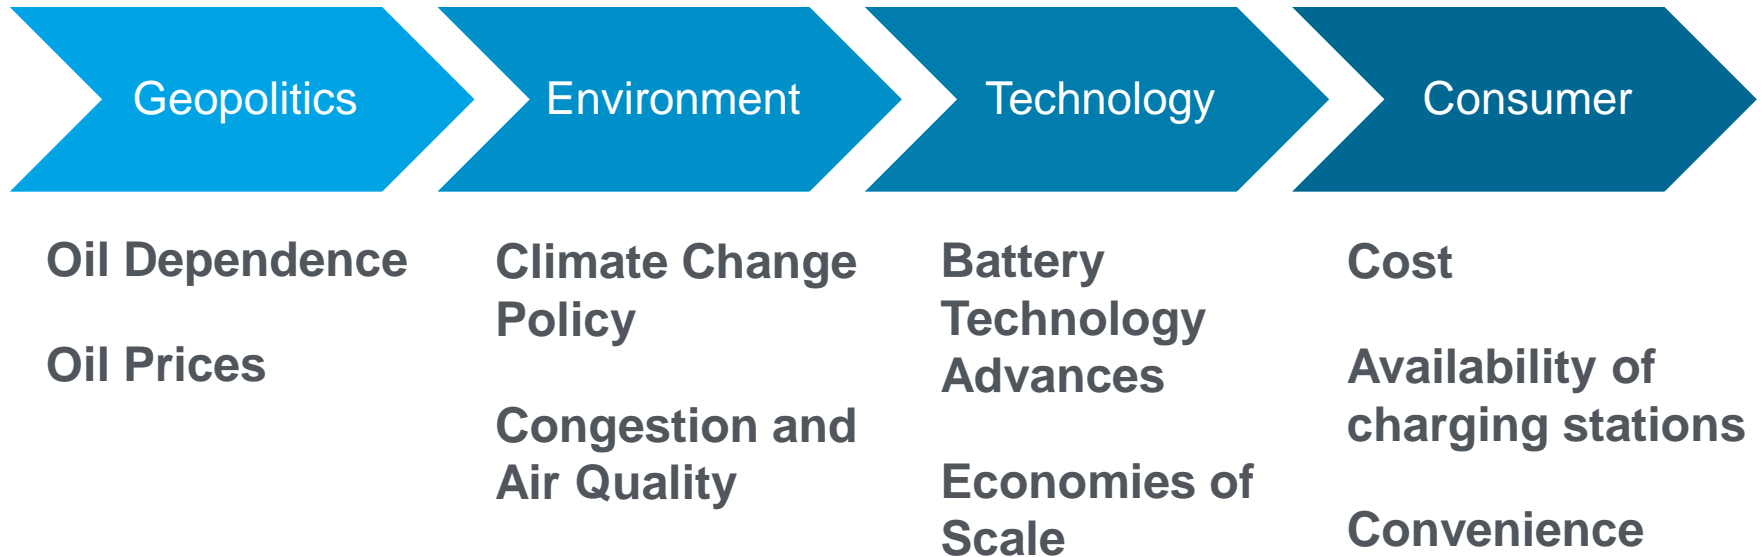 Geopolitics
Environment
Technology
Consumer
Oil Dependence
Oil Prices
Climate Change
Policy
Congestion and
Air Quality
Battery
Technology
Advances
Economies of
Scale
Cost
Availability of
charging stations
Convenience